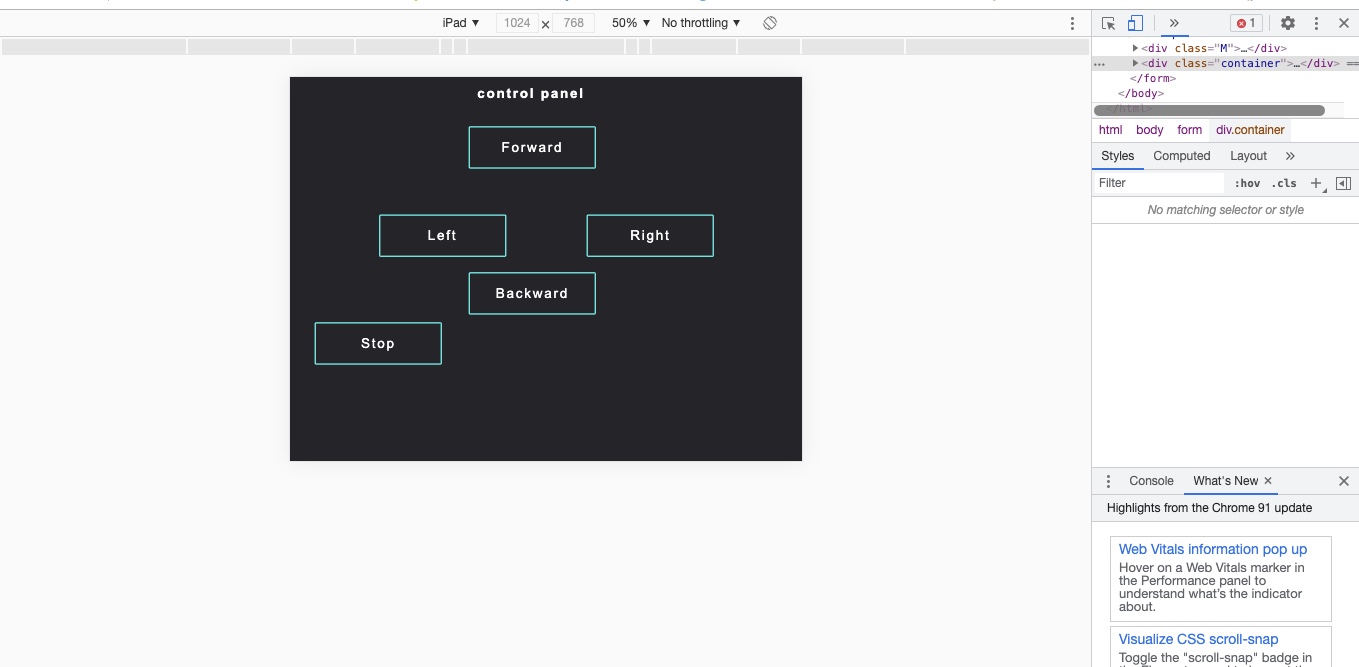 iPad ▼ 1024 × 768 50% ▼ No throttling ▼
» 1
▶<div class="M">…</div>
… ▶<div class="container">…</div> ==
</form>
</body>
</html>
html body form div.container
control panel
Forward
Left Right
Backward
Stop
Styles Computed Layout »
Filter :hov .cls +
No matching selector or style
Console What's New ×
Highlights from the Chrome 91 update
Web Vitals information pop up
Hover on a Web Vitals marker in
the Performance panel to
understand what's the indicator
about.
Visualize CSS scroll-snap
Toggle the "scroll-snap" badge in